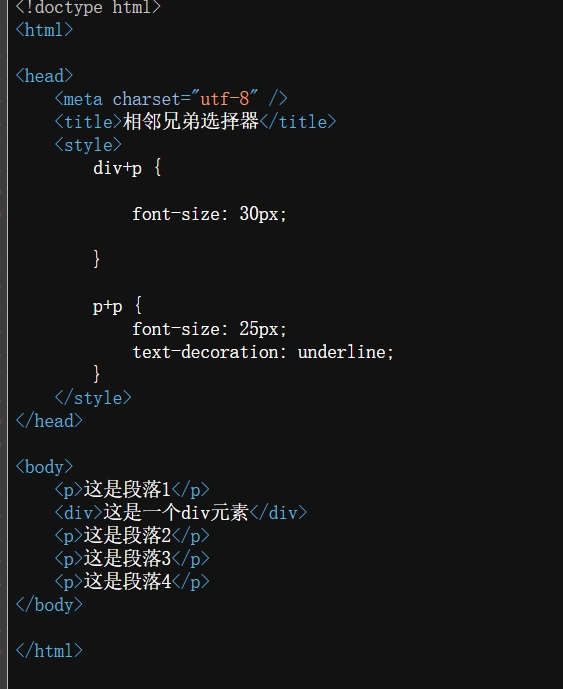 <!doctype html>
<html>
<head>
<meta charset="utf-8" />
<title>相邻兄弟选择器</title>
<style>
div+p {
font-size: 30px;
}
p+p {
font-size: 25px;
text-decoration: underline;
}
</style>
</head>
<body>
<p>这是段落1</p>
<div>这是一个div元素</div>
<p>这是段落2</p>
<p>这是段落3</p>
<p>这是段落4</p>
</body>
</html>